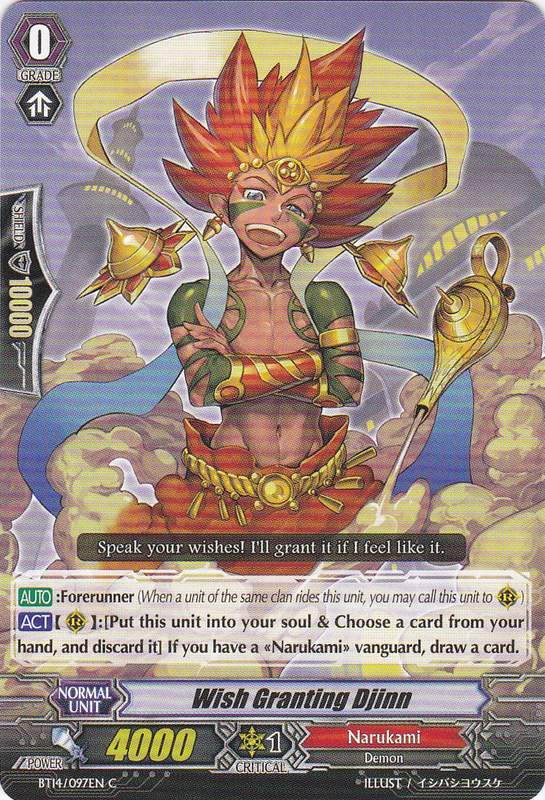 0
GRADE
SHIELD
10000
Speak your wishes! I'll grant it if I feel like it.
AUTO :Forerunner (When a unit of the same clan rides this unit, you may call this unit to R )
ACT 【 R 】:[Put this unit into your soul & Choose a card from your
hand, and discard it] If you have a «Narukami» vanguard, draw a card.
NORMAL
UNIT
Wish Granting Djinn
POWER
4000
1
CRITICAL
Narukami
Demon
BT14/097EN C
ILLUST / イシバシヨウスケ